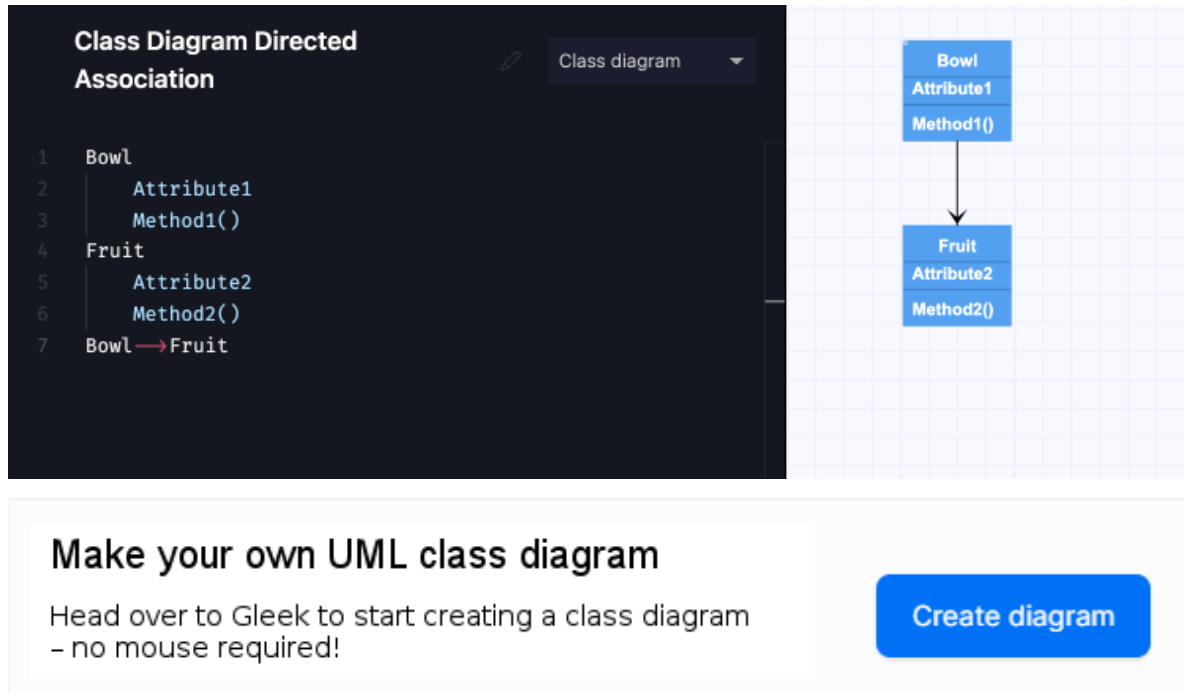 Class Diagram Directed
Association
Class diagram
1 Bowl
2 Attribute1
3 Method1()
4 Fruit
5 Attribute2
6 Method2()
7 Bowl⟶Fruit
Bowl
Attribute1
Method1()
Fruit
Attribute2
Method2()
Make your own UML class diagram
Head over to Gleek to start creating a class diagram
– no mouse required!
Create diagram